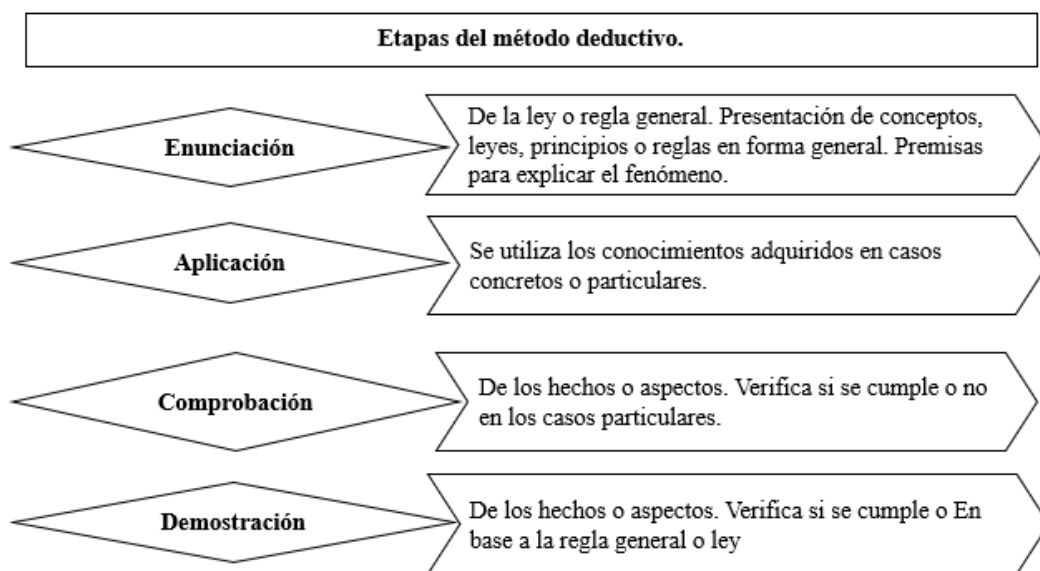 Etapas del método deductivo.
Enunciación
De la ley o regla general. Presentación de conceptos,
leyes, principios o reglas en forma general. Premisas
para explicar el fenómeno.
Aplicación
Se utiliza los conocimientos adquiridos en casos
concretos o particulares.
Comprobación
De los hechos o aspectos. Verifica si se cumple o no
en los casos particulares.
Demostración
De los hechos o aspectos. Verifica si se cumple o En
base a la regla general o ley